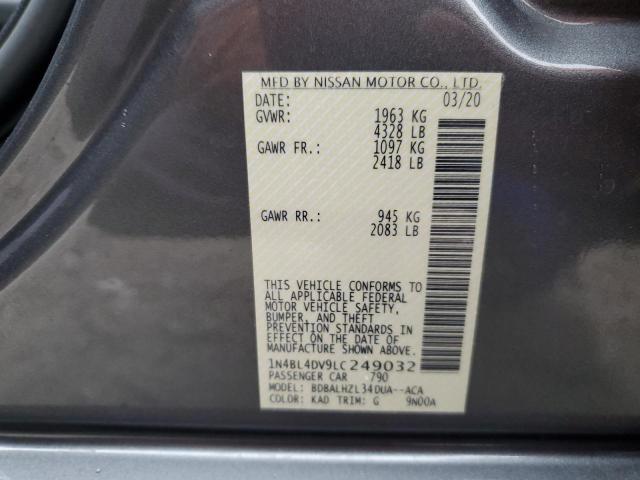 MFD BY NISSAN MOTOR CO., LTD.
DATE: 03/20
GVWR: 1963 KG
4328 LB
GAWR FR.: 1097 KG
2418 LB
GAWR RR.: 945 KG
2083 LB
THIS VEHICLE CONFORMS TO
ALL APPLICABLE FEDERAL
MOTOR VEHICLE SAFETY,
BUMPER, AND THEFT
PREVENTION STANDARDS IN
EFFECT ON THE DATE OF
MANUFACTURE SHOWN ABOVE.
1N4BL4DV9LC249032
PASSENGER CAR 790
MODEL: BDBALHZL34DUA--ACA
COLOR: KAD TRIM: G 9N00A